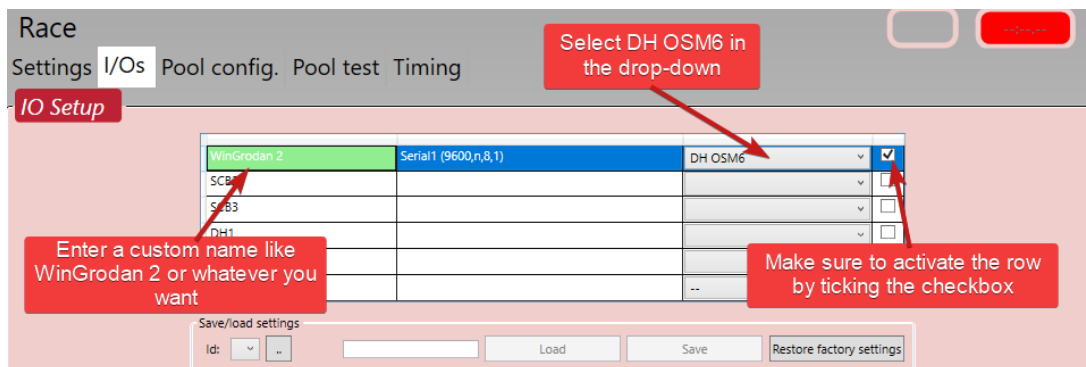 Race
Select DH OSM6 in
the drop-down
--:--,--
Settings I/Os Pool config. Pool test Timing
IO Setup
WinGrodan 2 Serial1 (9600,n,8,1) DH OSM6
SCB3
DH1
Enter a custom name like
WinGrodan 2 or whatever you
want
Make sure to activate the row
by ticking the checkbox
--
Save/load settings
Id: .. Load Save Restore factory settings